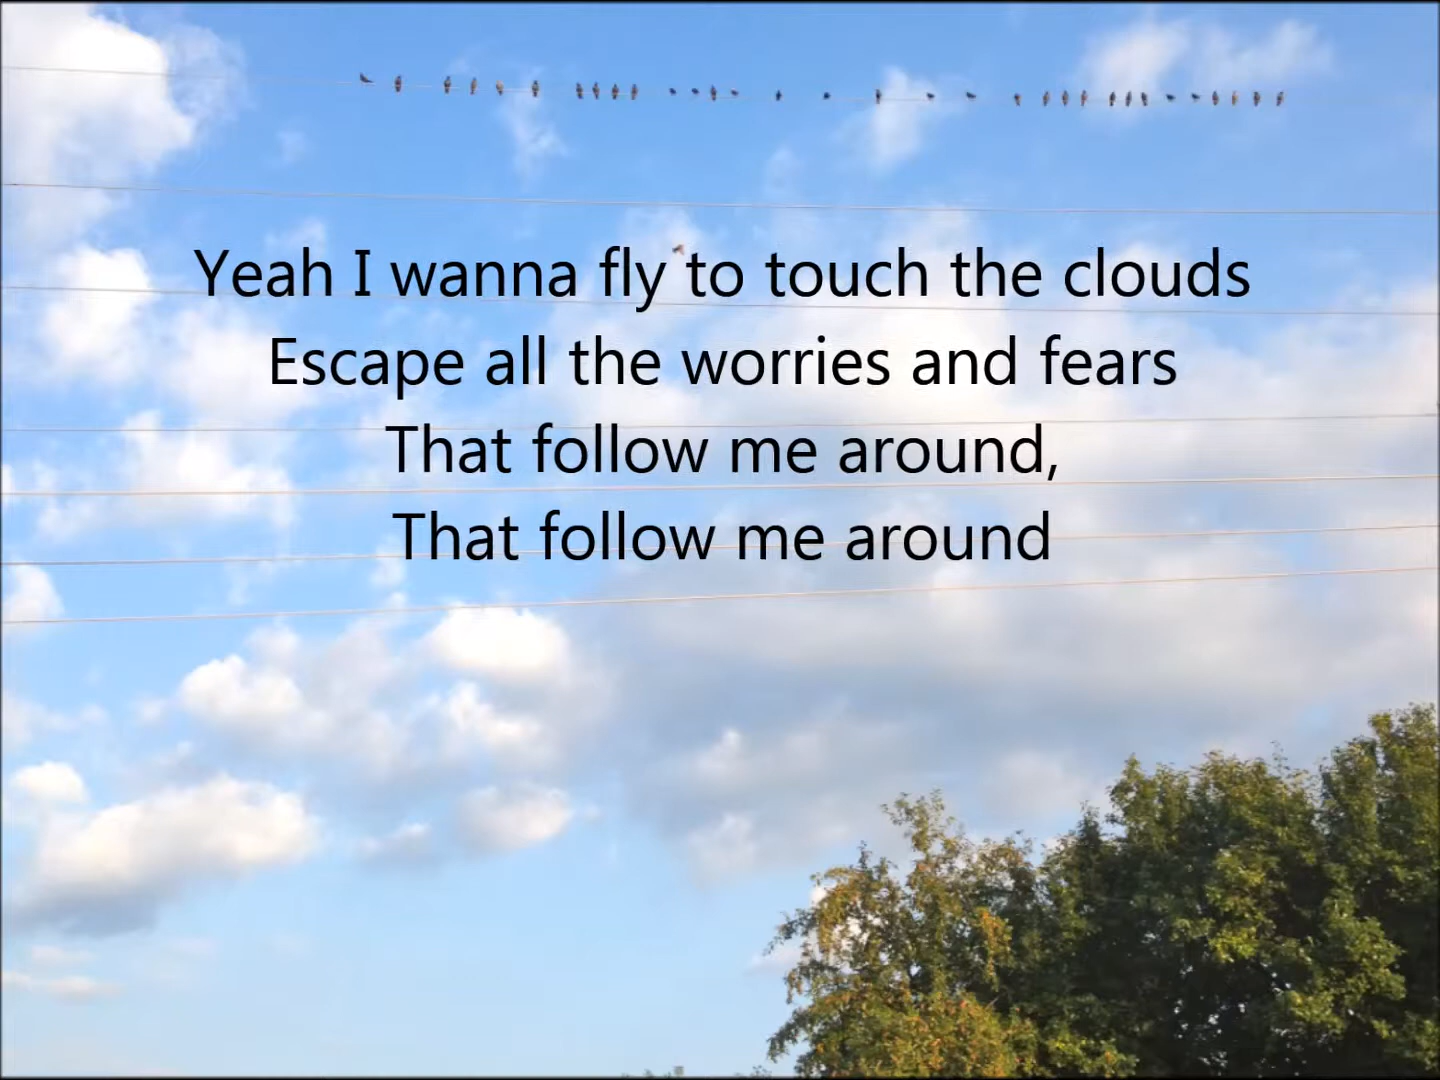 Yeah I wanna fly to touch the clouds
Escape all the worries and fears
That follow me around,
That follow me around